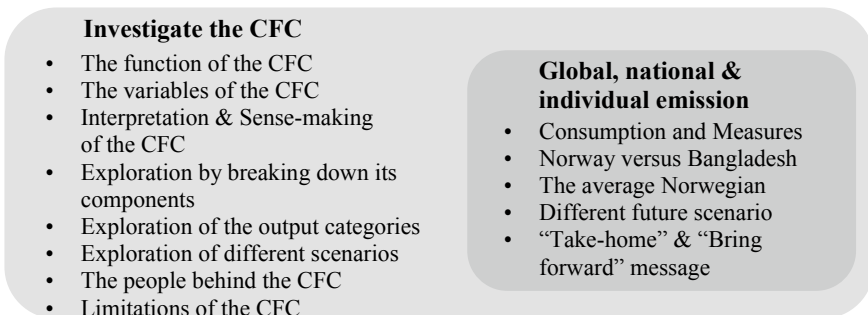 Investigate the CFC
• The function of the CFC
• The variables of the CFC
• Interpretation & Sense-making
of the CFC
• Exploration by breaking down its
components
• Exploration of the output categories
• Exploration of different scenarios
• The people behind the CFC
• Limitations of the CFC
Global, national &
individual emission
• Consumption and Measures
• Norway versus Bangladesh
• The average Norwegian
• Different future scenario
• “Take-home” & “Bring
forward” message